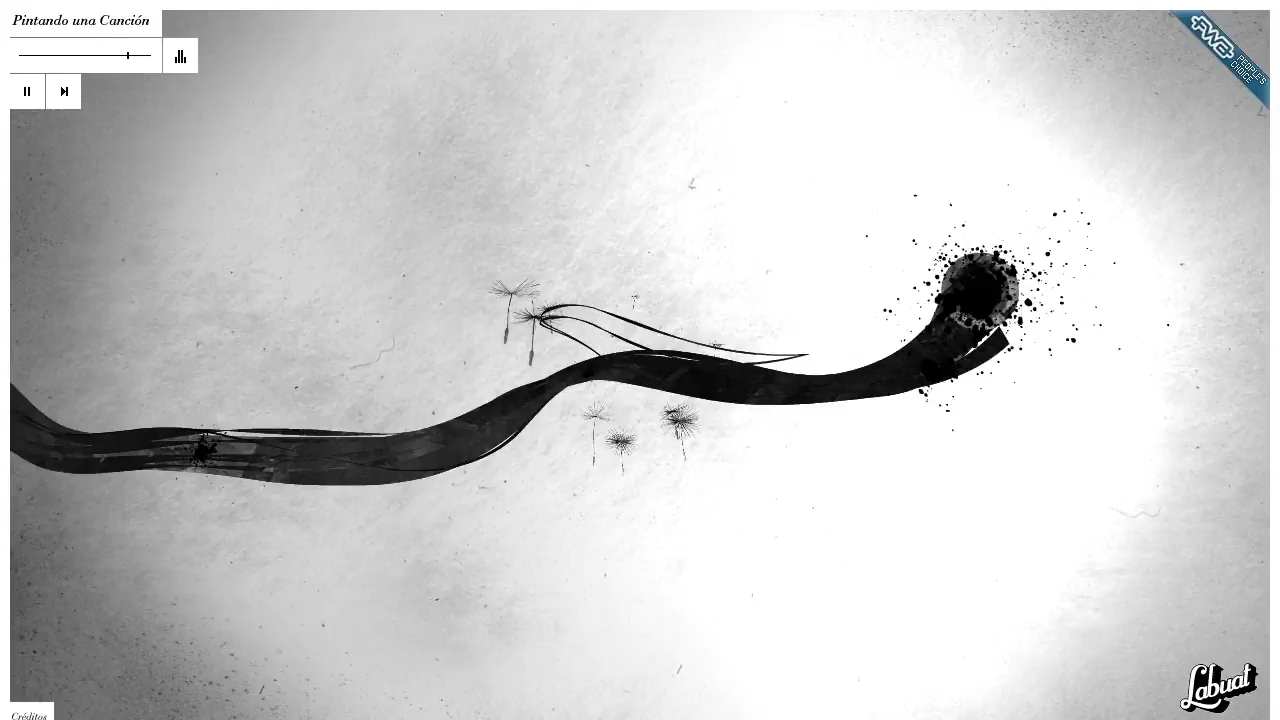 Pintando una Canción
FWA
PEOPLE'S
CHOICE
Labuat
Créditos